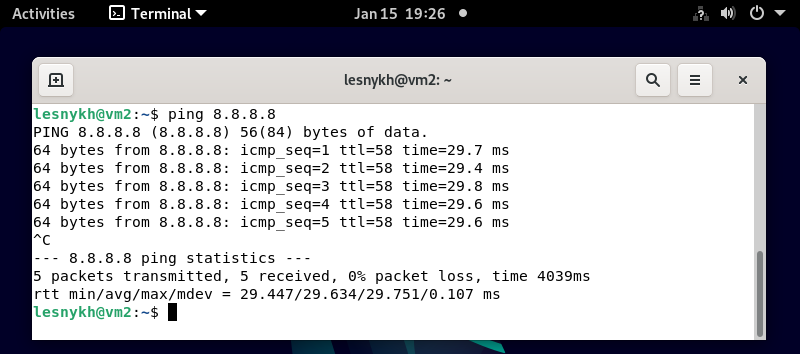 Activities Terminal Jan 15 19:26
lesnykh@vm2: ~
lesnykh@vm2:~$ ping 8.8.8.8
PING 8.8.8.8 (8.8.8.8) 56(84) bytes of data.
64 bytes from 8.8.8.8: icmp_seq=1 ttl=58 time=29.7 ms
64 bytes from 8.8.8.8: icmp_seq=2 ttl=58 time=29.4 ms
64 bytes from 8.8.8.8: icmp_seq=3 ttl=58 time=29.8 ms
64 bytes from 8.8.8.8: icmp_seq=4 ttl=58 time=29.6 ms
64 bytes from 8.8.8.8: icmp_seq=5 ttl=58 time=29.6 ms
^C
--- 8.8.8.8 ping statistics ---
5 packets transmitted, 5 received, 0% packet loss, time 4039ms
rtt min/avg/max/mdev = 29.447/29.634/29.751/0.107 ms
lesnykh@vm2:~$